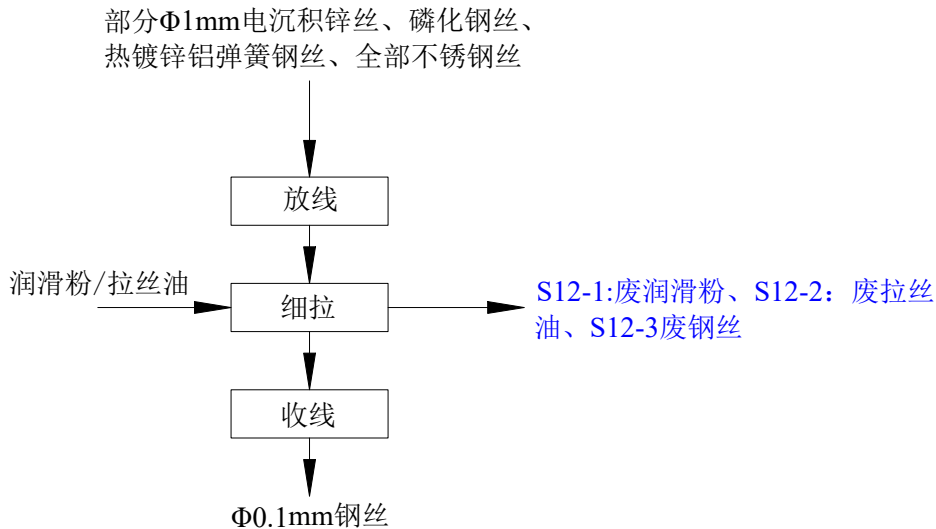 部分Φ1mm电沉积锌丝、磷化钢丝、
热镀锌铝弹簧钢丝、全部不锈钢丝
放线
润滑粉/拉丝油
细拉
S12-1:废润滑粉、S12-2：废拉丝
油、S12-3废钢丝
收线
Φ0.1mm钢丝